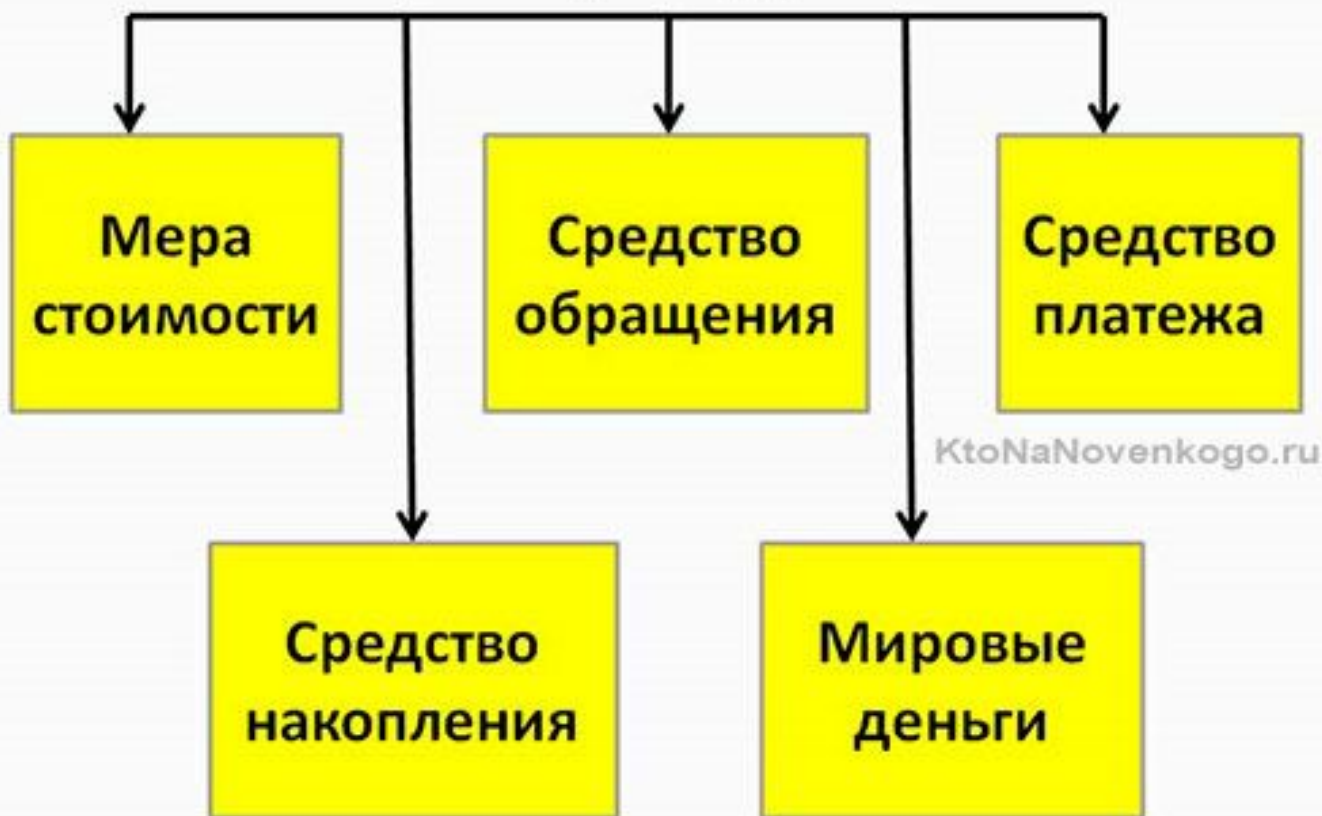 Мера
стоимости
Средство
обращения
Средство
платежа
KtoNaNovenkogo.ru
Средство
накопления
Мировые
деньги